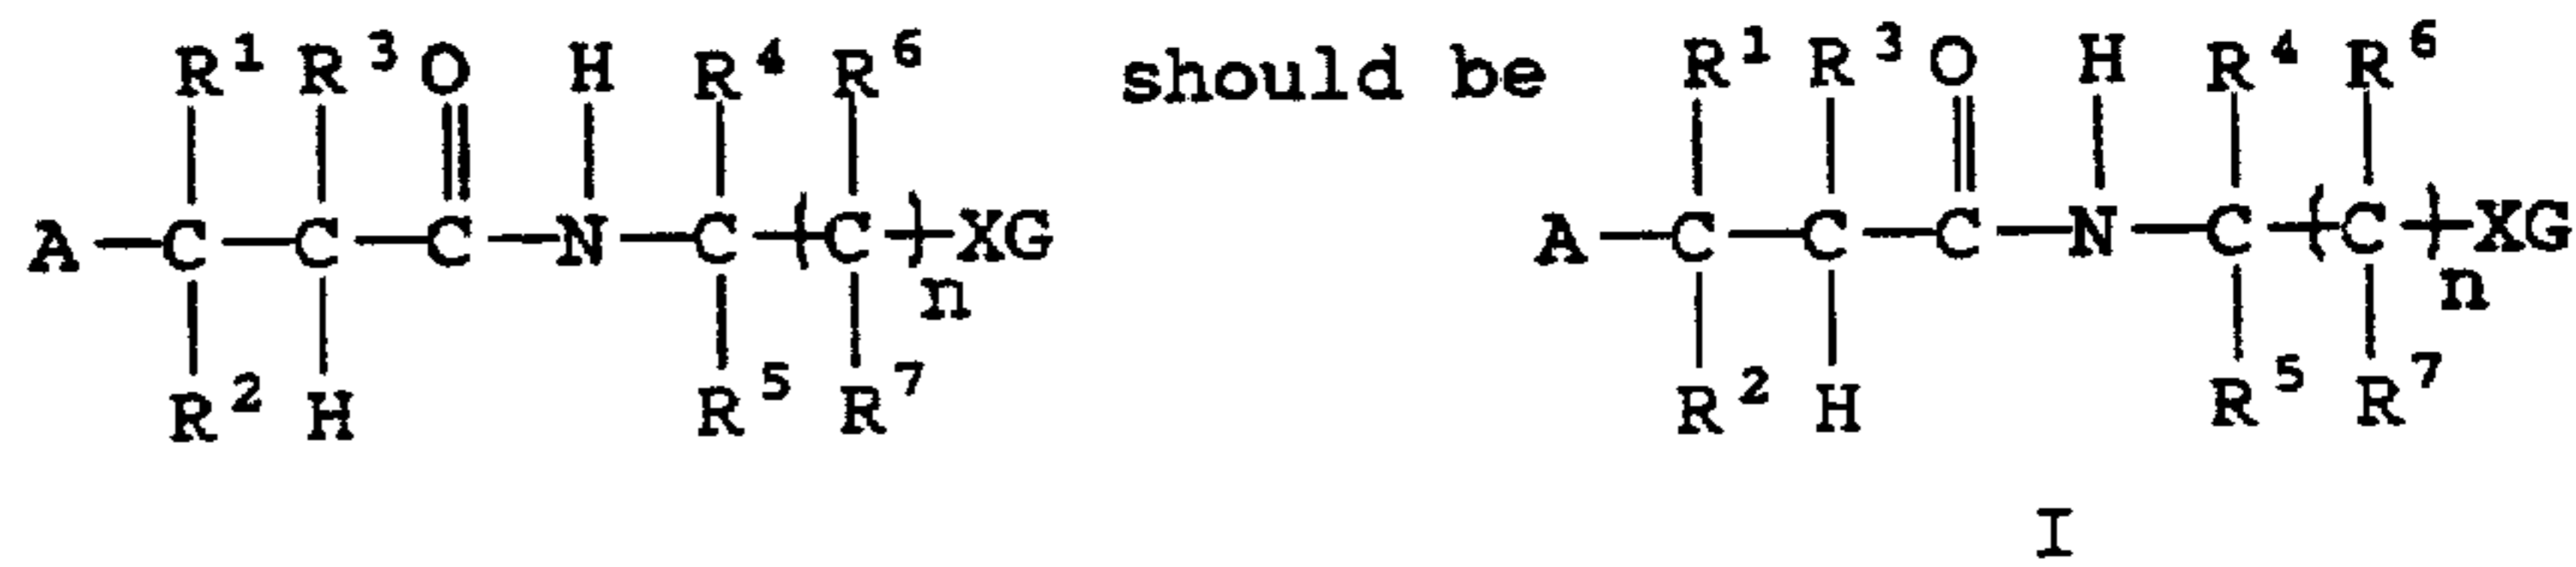 R¹ R³ O H R⁴ R⁶ should be R¹ R³ O H R⁴ R⁶
A C C C N C ( C ) n XG A C C C N C ( C ) n XG
R² H R⁵ R⁷ R² H R⁵ R⁷
I